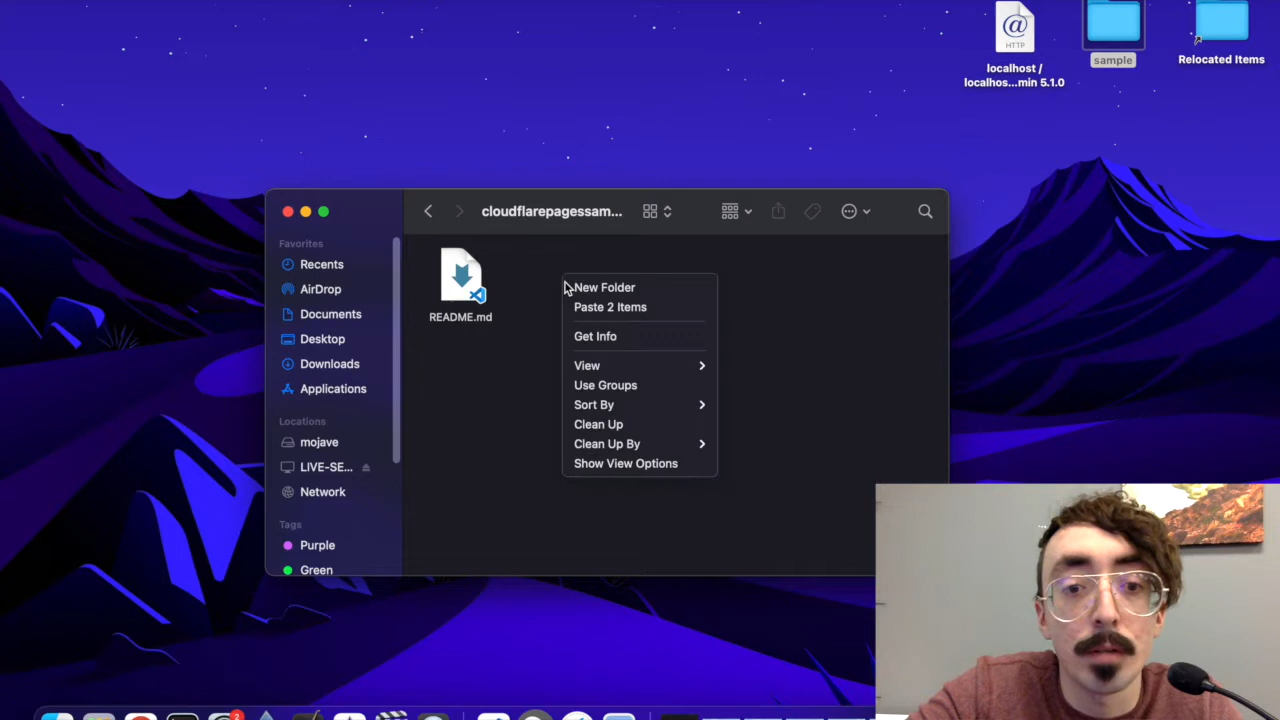 @
HTTP
localhost /
localhos...min 5.1.0
sample
Relocated Items
cloudflarepagessam...
Favorites
Recents
AirDrop
Documents
Desktop
Downloads
Applications
Locations
mojave
LIVE-SE...
Network
Tags
Purple
Green
README.md
New Folder
Paste 2 Items
Get Info
View
Use Groups
Sort By
Clean Up
Clean Up By
Show View Options
2